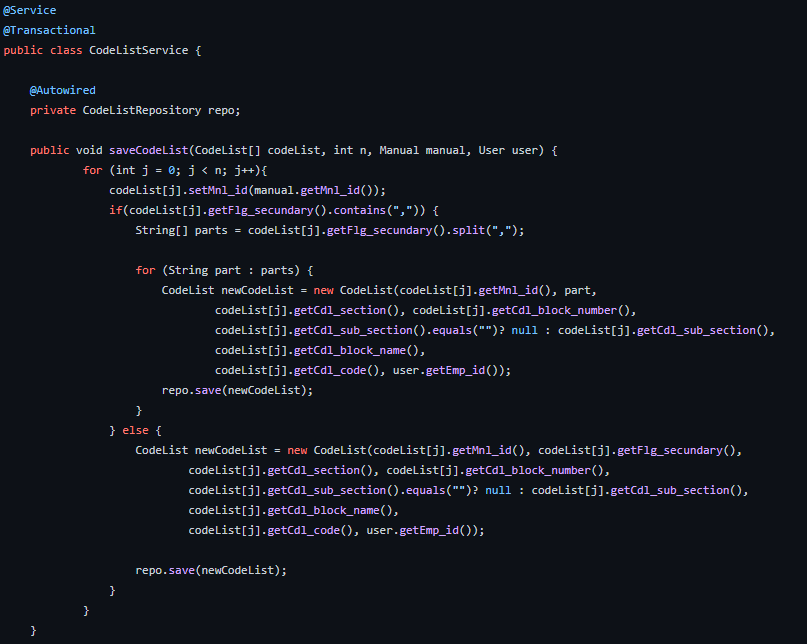 @Service
@Transactional
public class CodeListService {
@Autowired
private CodeListRepository repo;
public void saveCodeList(CodeList[] codeList, int n, Manual manual, User user) {
for (int j = 0; j < n; j++){
codeList[j].setMnl_id(manual.getMnl_id());
if(codeList[j].getFlg_secundary().contains(",")) {
String[] parts = codeList[j].getFlg_secundary().split(",");
for (String part : parts) {
CodeList newCodeList = new CodeList(codeList[j].getMnl_id(), part,
codeList[j].getCdl_section(), codeList[j].getCdl_block_number(),
codeList[j].getCdl_sub_section().equals("")? null : codeList[j].getCdl_sub_section(),
codeList[j].getCdl_block_name(),
codeList[j].getCdl_code(), user.getEmp_id());
repo.save(newCodeList);
}
} else {
CodeList newCodeList = new CodeList(codeList[j].getMnl_id(), codeList[j].getFlg_secundary(),
codeList[j].getCdl_section(), codeList[j].getCdl_block_number(),
codeList[j].getCdl_sub_section().equals("")? null : codeList[j].getCdl_sub_section(),
codeList[j].getCdl_block_name(),
codeList[j].getCdl_code(), user.getEmp_id());
repo.save(newCodeList);
}
}
}